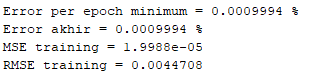 Error per epoch minimum = 0.0009994 %
Error akhir = 0.0009994 %
MSE training = 1.9988e-05
RMSE training = 0.0044708